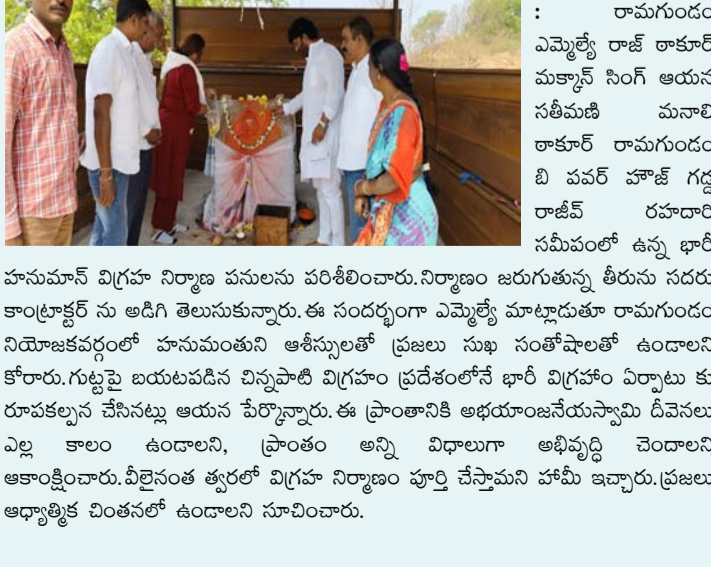 : రామగుండం
ఎమ్మెల్యే రాజ్ ఠాకూర్
మక్కాన్ సింగ్ ఆయన
సతీమణి మనాలి
ఠాకూర్ రామగుండం
బి పవర్ హౌజ్ గడ్డ
రాజీవ్ రహదారి
సమీపంలో ఉన్న భారీ
హనుమాన్ విగ్రహ నిర్మాణ పనులను పరిశీలించారు.నిర్మాణం జరుగుతున్న తీరును సదరు
కాంట్రాక్టర్ ను అడిగి తెలుసుకున్నారు.ఈ సందర్భంగా ఎమ్మెల్యే మాట్లాడుతూ రామగుండం
నియోజకవర్గంలో హనుమంతుని ఆశీస్సులతో ప్రజలు సుఖ సంతోషాలతో ఉండాలని
కోరారు.గుట్టపై బయటపడిన చిన్నపాటి విగ్రహం ప్రదేశంలోనే భారీ విగ్రహాం ఏర్పాటు కు
రూపకల్పన చేసినట్లు ఆయన పేర్కొన్నారు.ఈ ప్రాంతానికి అభయాంజనేయస్వామి దీవెనలు
ఎల్ల కాలం ఉండాలని, ప్రాంతం అన్ని విధాలుగా అభివృద్ధి చెందాలని
ఆకాంక్షించారు.వీలైనంత త్వరలో విగ్రహ నిర్మాణం పూర్తి చేస్తామని హామీ ఇచ్చారు.ప్రజలు
ఆధ్యాత్మిక చింతనలో ఉండాలని సూచించారు.